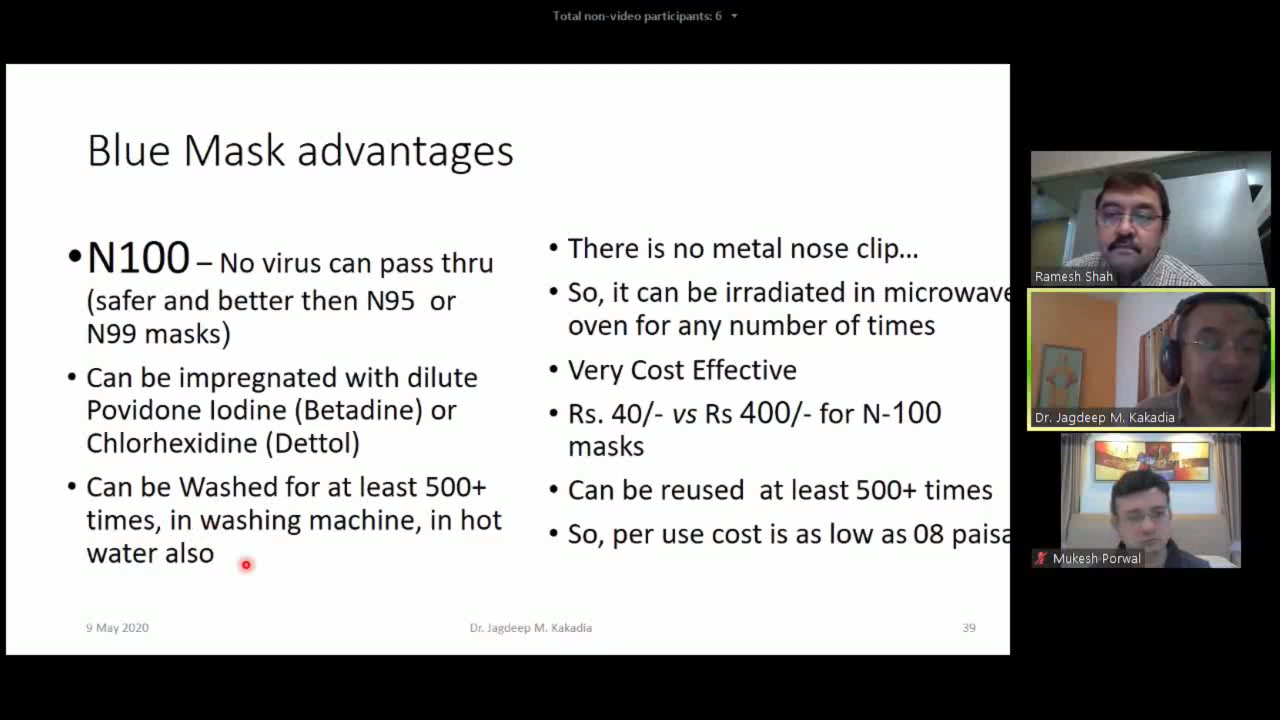 Total non-video participants: 6
Blue Mask advantages
•N100 – No virus can pass thru
(safer and better then N95 or
N99 masks)
• Can be impregnated with dilute
Povidone Iodine (Betadine) or
Chlorhexidine (Dettol)
• Can be Washed for at least 500+
times, in washing machine, in hot
water also
• There is no metal nose clip...
• So, it can be irradiated in microwave
oven for any number of times
• Very Cost Effective
• Rs. 40/- vs Rs 400/- for N-100
masks
• Can be reused at least 500+ times
• So, per use cost is as low as 08 paisa
9 May 2020
Dr. Jagdeep M. Kakadia
39
Ramesh Shah
Dr. Jagdeep M. Kakadia
Mukesh Porwal